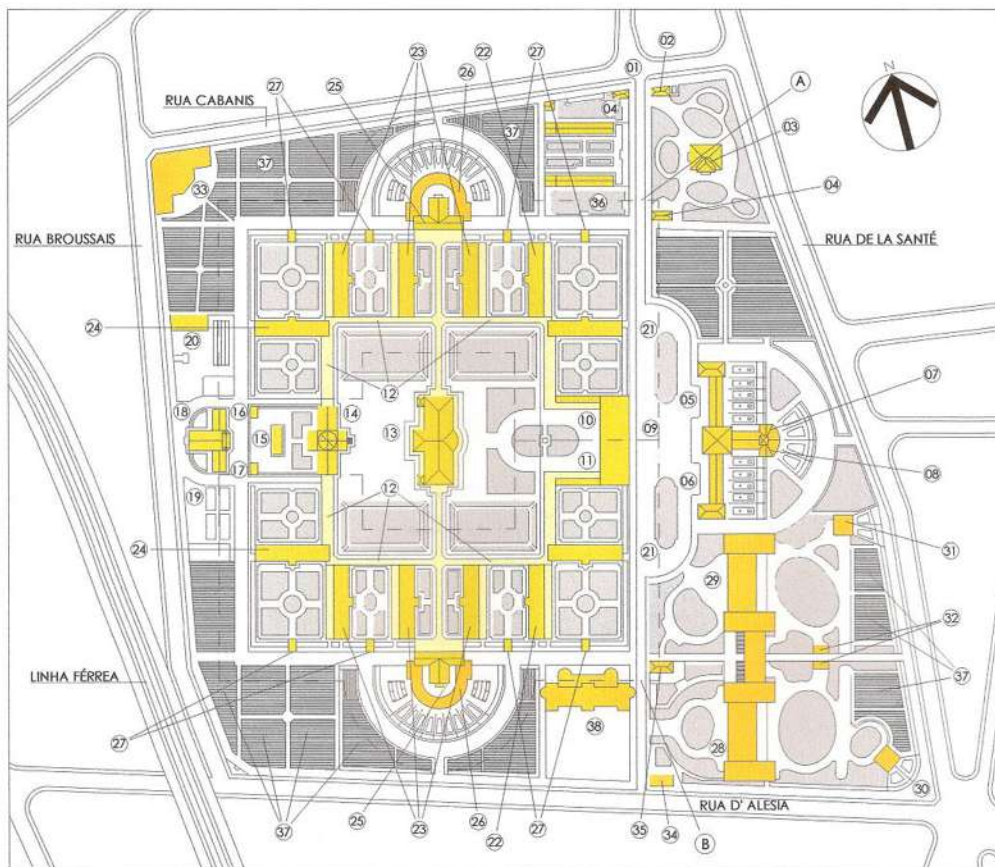 23 26 22 27 02
27 25 01 A
RUA CABANIS
N
04 03
37 37
33 36 04
RUA BROUSSAIS
RUA DE LA SANTÉ
24 21
20 12
05 07
18 16 14 13 10 09
15 11
17 08
19 12 06
24 21 31
29
32
LINHA FÉRREA
37
38
27 28
30
RUA D' ALESIA
37 25 23 26 22 27 35 34 B